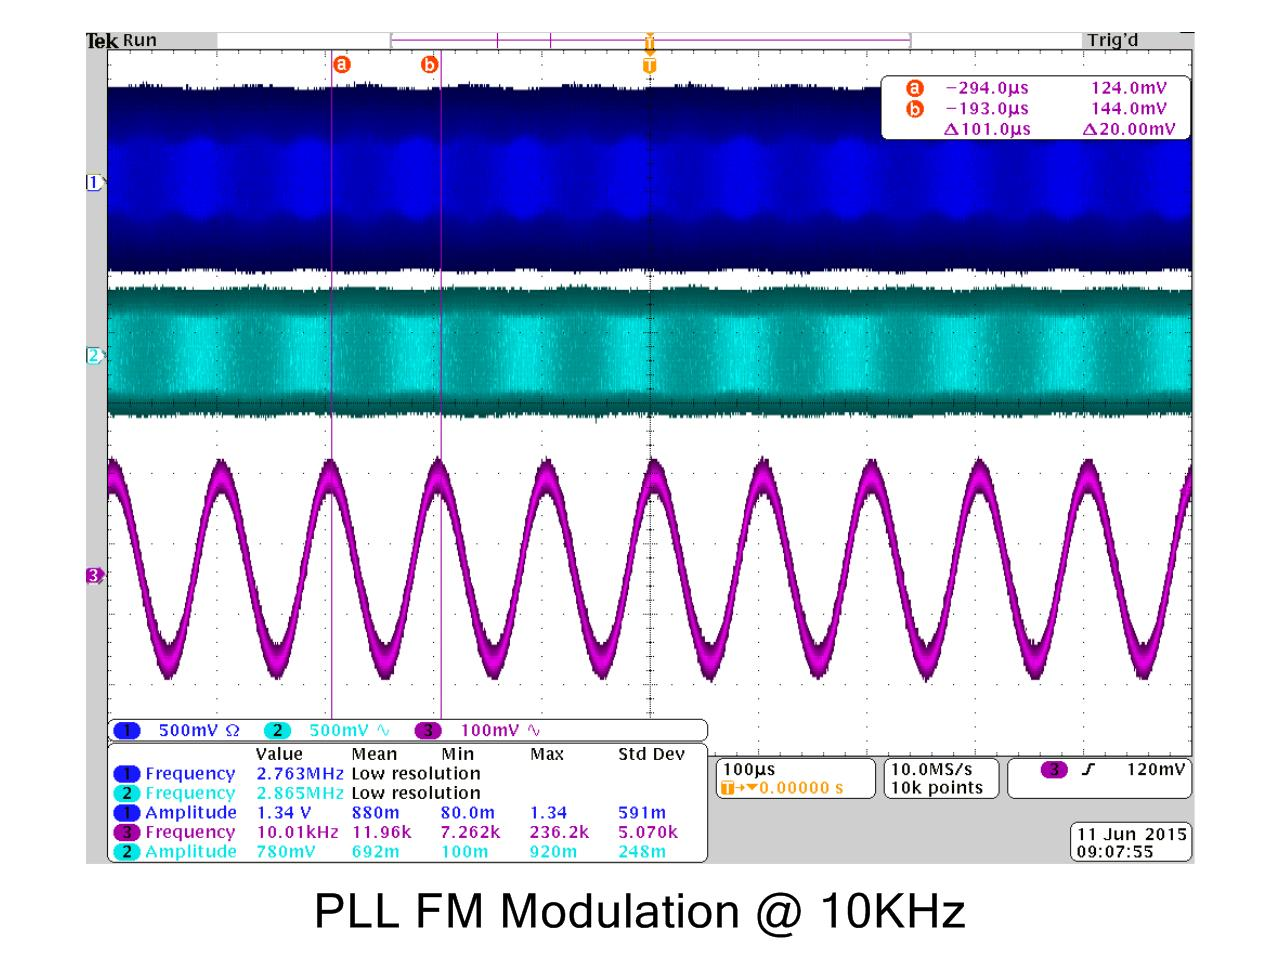 Tek Run Trig'd
T
a b T
a −294.0µs 124.0mV
b −193.0µs 144.0mV
Δ101.0µs Δ20.00mV
1
2
3
1 500mV Ω 2 500mV ∿ 3 100mV ∿
Value Mean Min Max Std Dev
1 Frequency 2.763MHz Low resolution
2 Frequency 2.865MHz Low resolution
1 Amplitude 1.34 V 880m 80.0m 1.34 591m
3 Frequency 10.01kHz 11.96k 7.262k 236.2k 5.070k
2 Amplitude 780mV 692m 100m 920m 248m
100µs
T→▼0.00000 s
10.0MS/s
10k points
3 ƒ 120mV
11 Jun 2015
09:07:55
PLL FM Modulation @ 10KHz